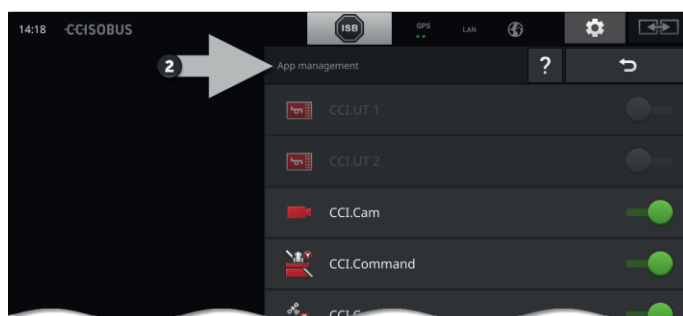 14:18 CCISOBUS ISB GPS LAN
2 App management ?
CCI.UT 1
CCI.UT 2
CCI.Cam
CCI.Command